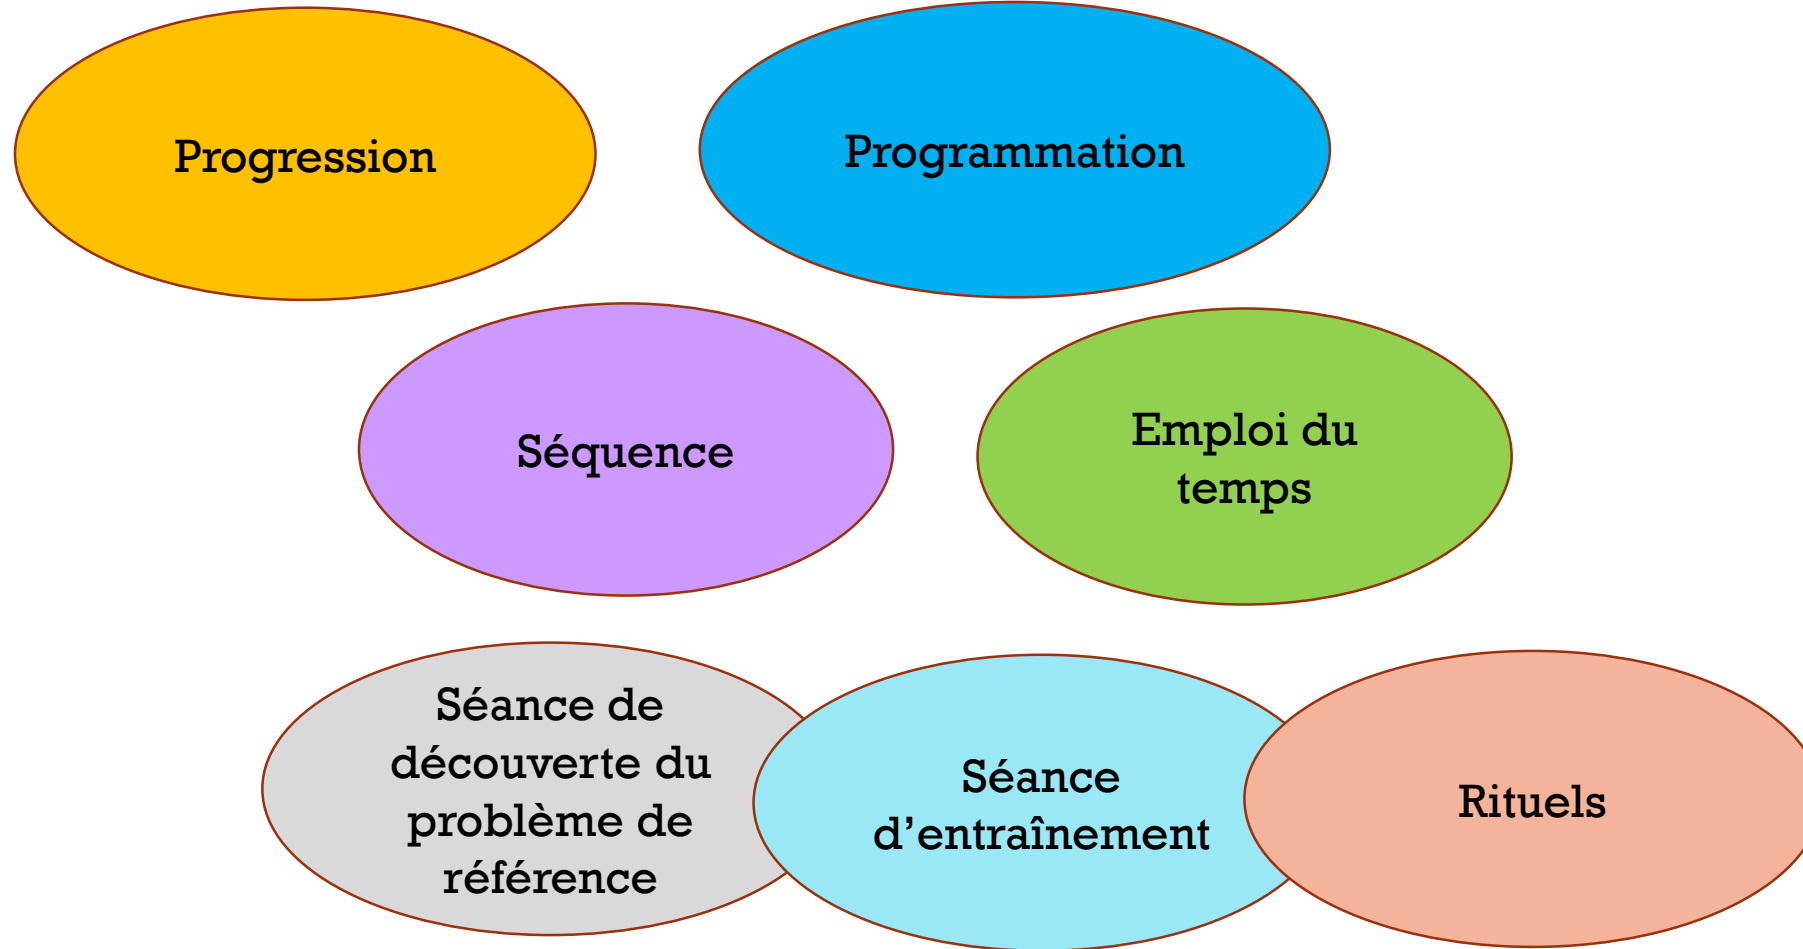 Progression
Programmation
Séquence
Emploi du
temps
Séance de
découverte du
problème de
référence
Séance
d’entraînement
Rituels